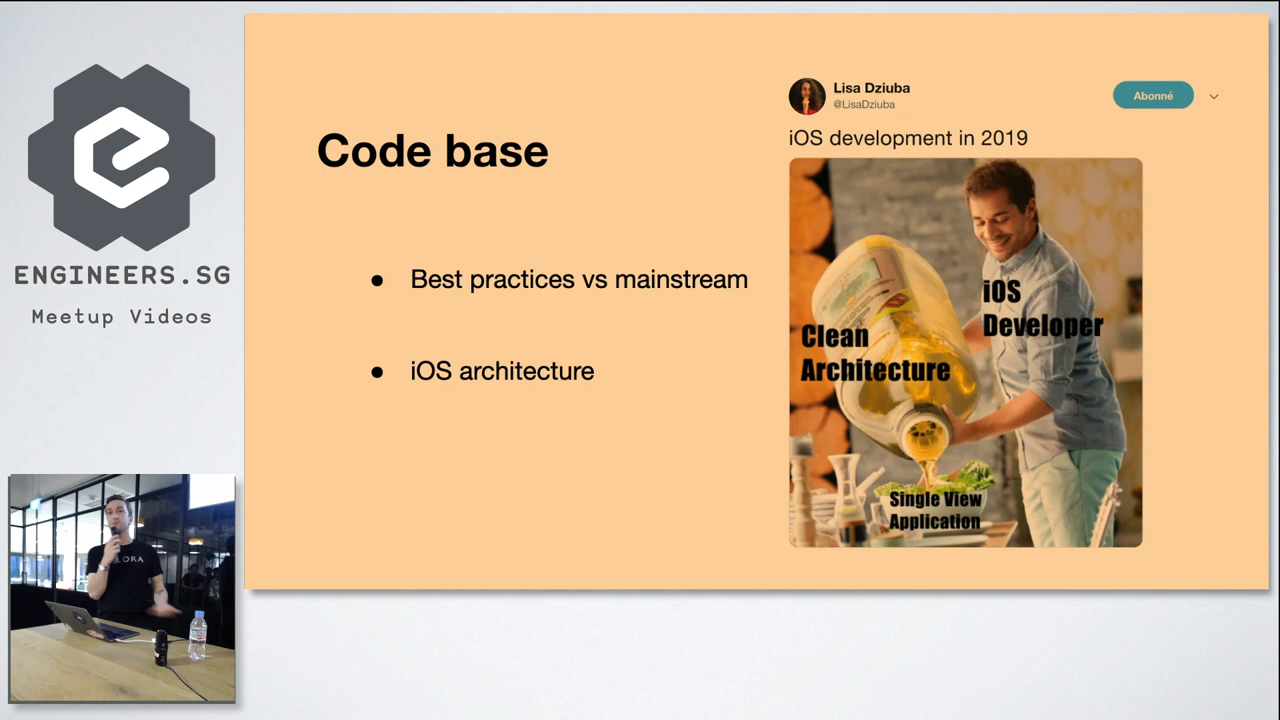 ENGINEERS.SG
Meetup Videos
Code base
● Best practices vs mainstream
● iOS architecture
Lisa Dziuba
@LisaDziuba
Abonné
iOS development in 2019
iOS
Developer
Clean
Architecture
Single View
Application